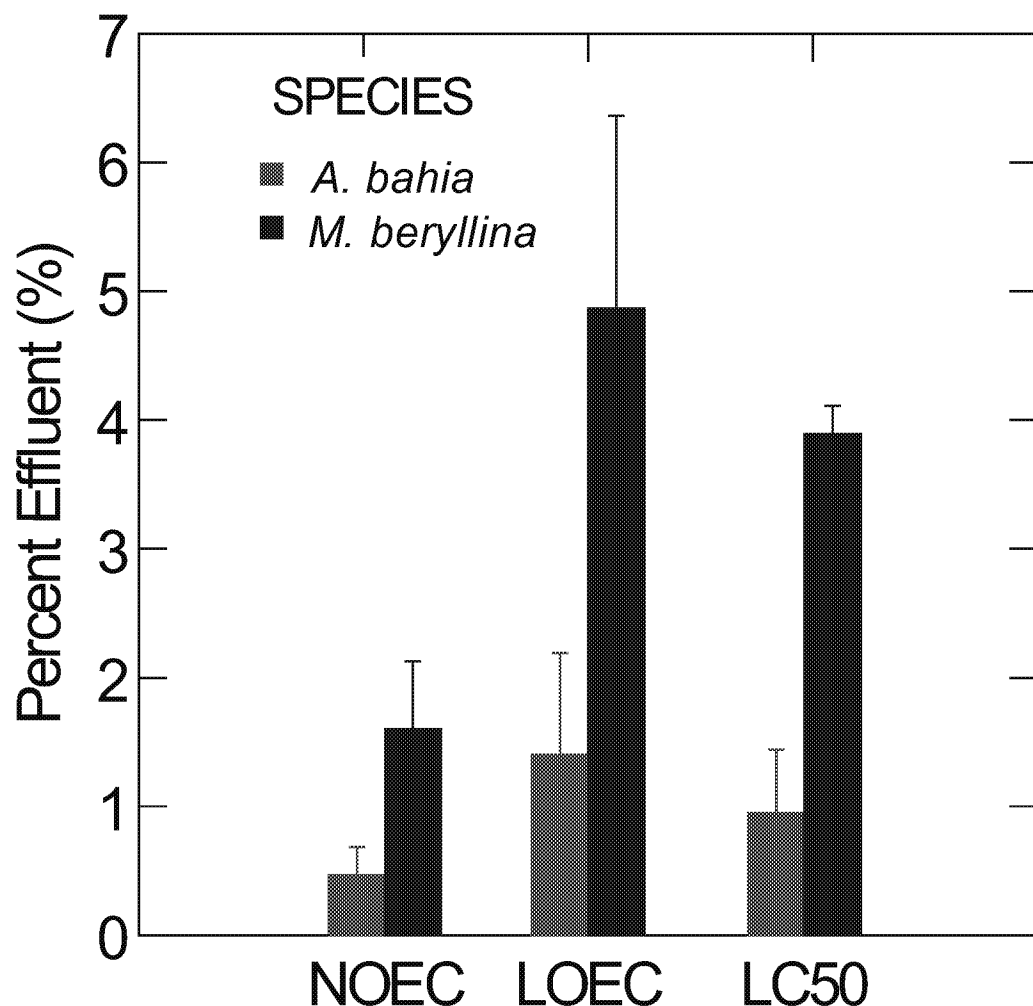 7
6
5
4
3
2
1
0
Percent Effluent (%)
SPECIES
A. bahia
M. beryllina
NOEC LOEC LC50